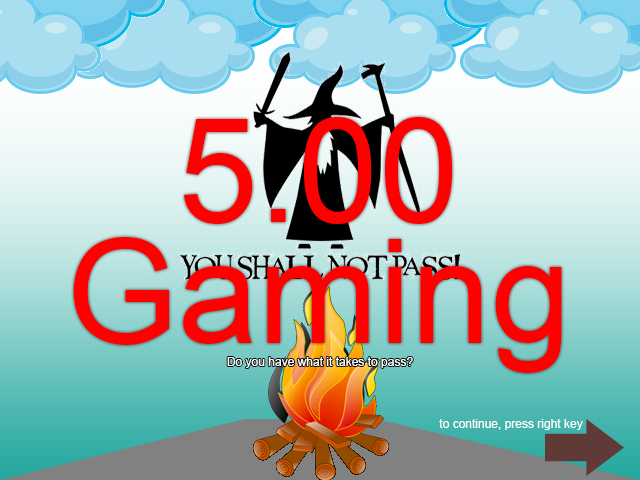 5.00
YOU SHALL NOT PASS!
Gaming
Do you have what it takes to pass?
to continue, press right key